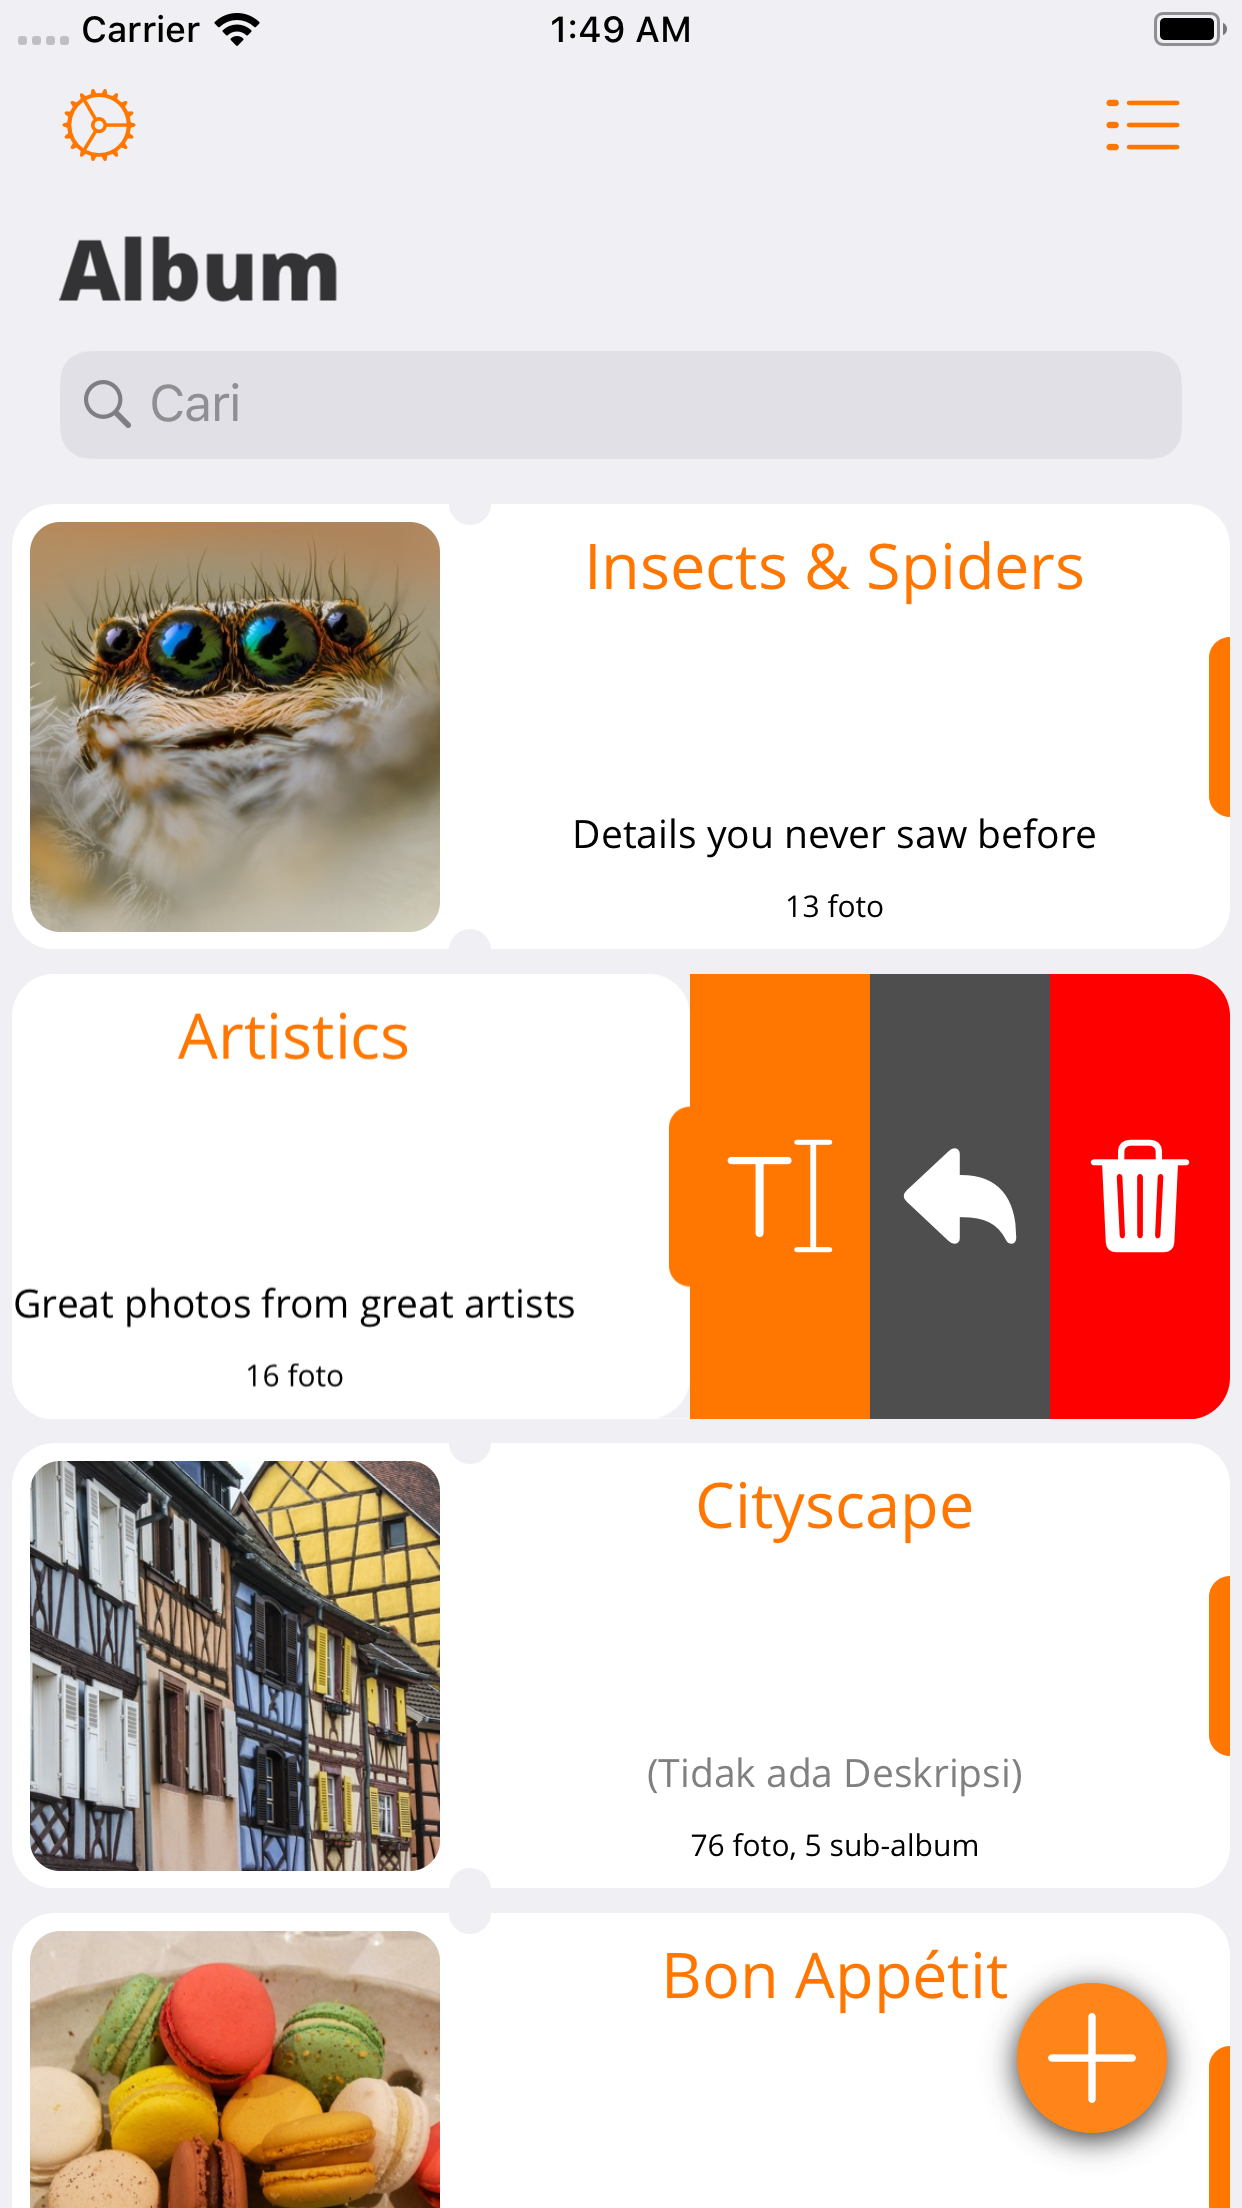 Carrier 1:49 AM
Album
Cari
Insects & Spiders
Details you never saw before
13 foto
Artistics
Great photos from great artists
16 foto
Cityscape
(Tidak ada Deskripsi)
76 foto, 5 sub-album
Bon Appétit